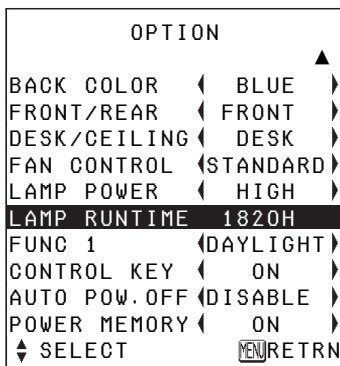 OPTION
▲
BACK COLOR BLUE
FRONT/REAR FRONT
DESK/CEILING DESK
FAN CONTROL STANDARD
LAMP POWER HIGH
LAMP RUNTIME 1820H
FUNC 1 DAYLIGHT
CONTROL KEY ON
AUTO POW.OFF DISABLE
POWER MEMORY ON
SELECT MENU RETRN